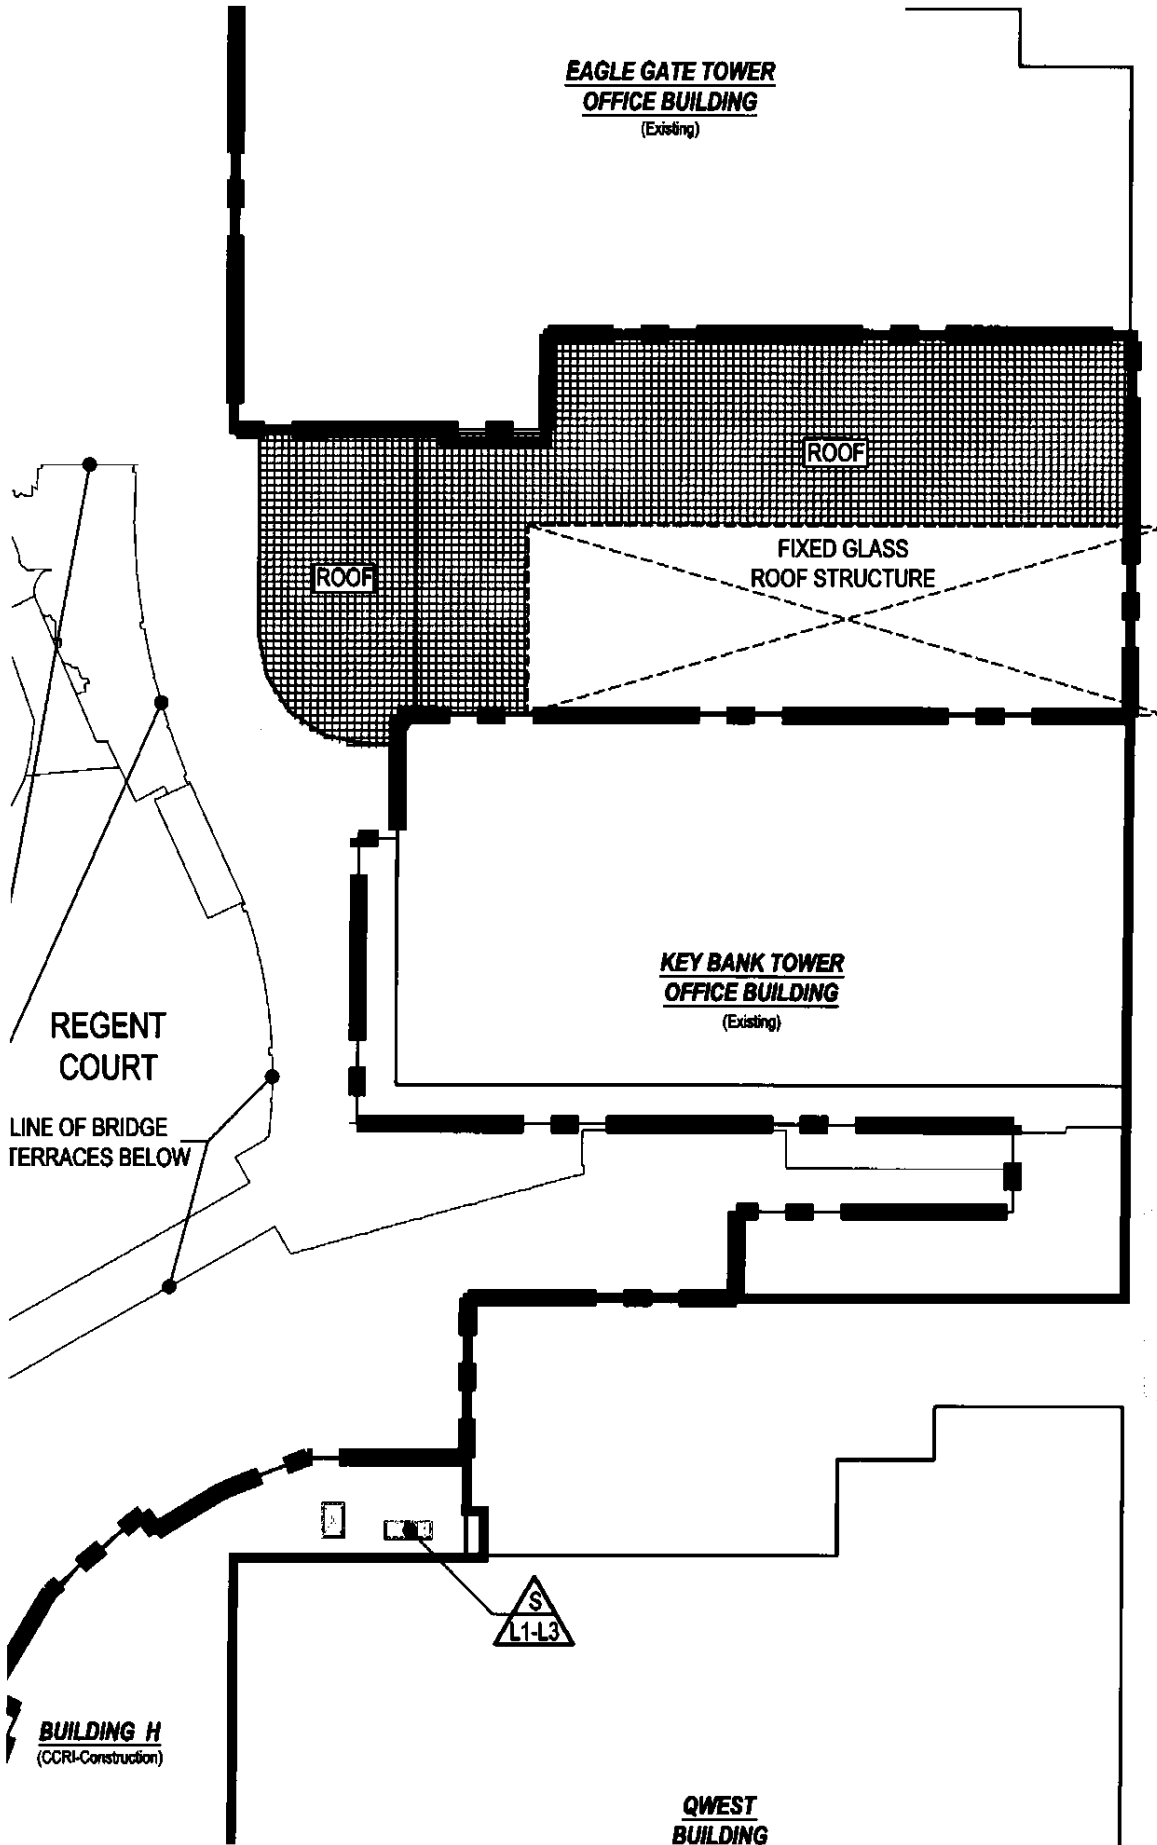 EAGLE GATE TOWER
OFFICE BUILDING
(Existing)
ROOF
FIXED GLASS
ROOF STRUCTURE
ROOF
KEY BANK TOWER
OFFICE BUILDING
(Existing)
REGENT
COURT
LINE OF BRIDGE
TERRACES BELOW
S
L1-L3
BUILDING H
(CCRI-Construction)
QWEST
BUILDING